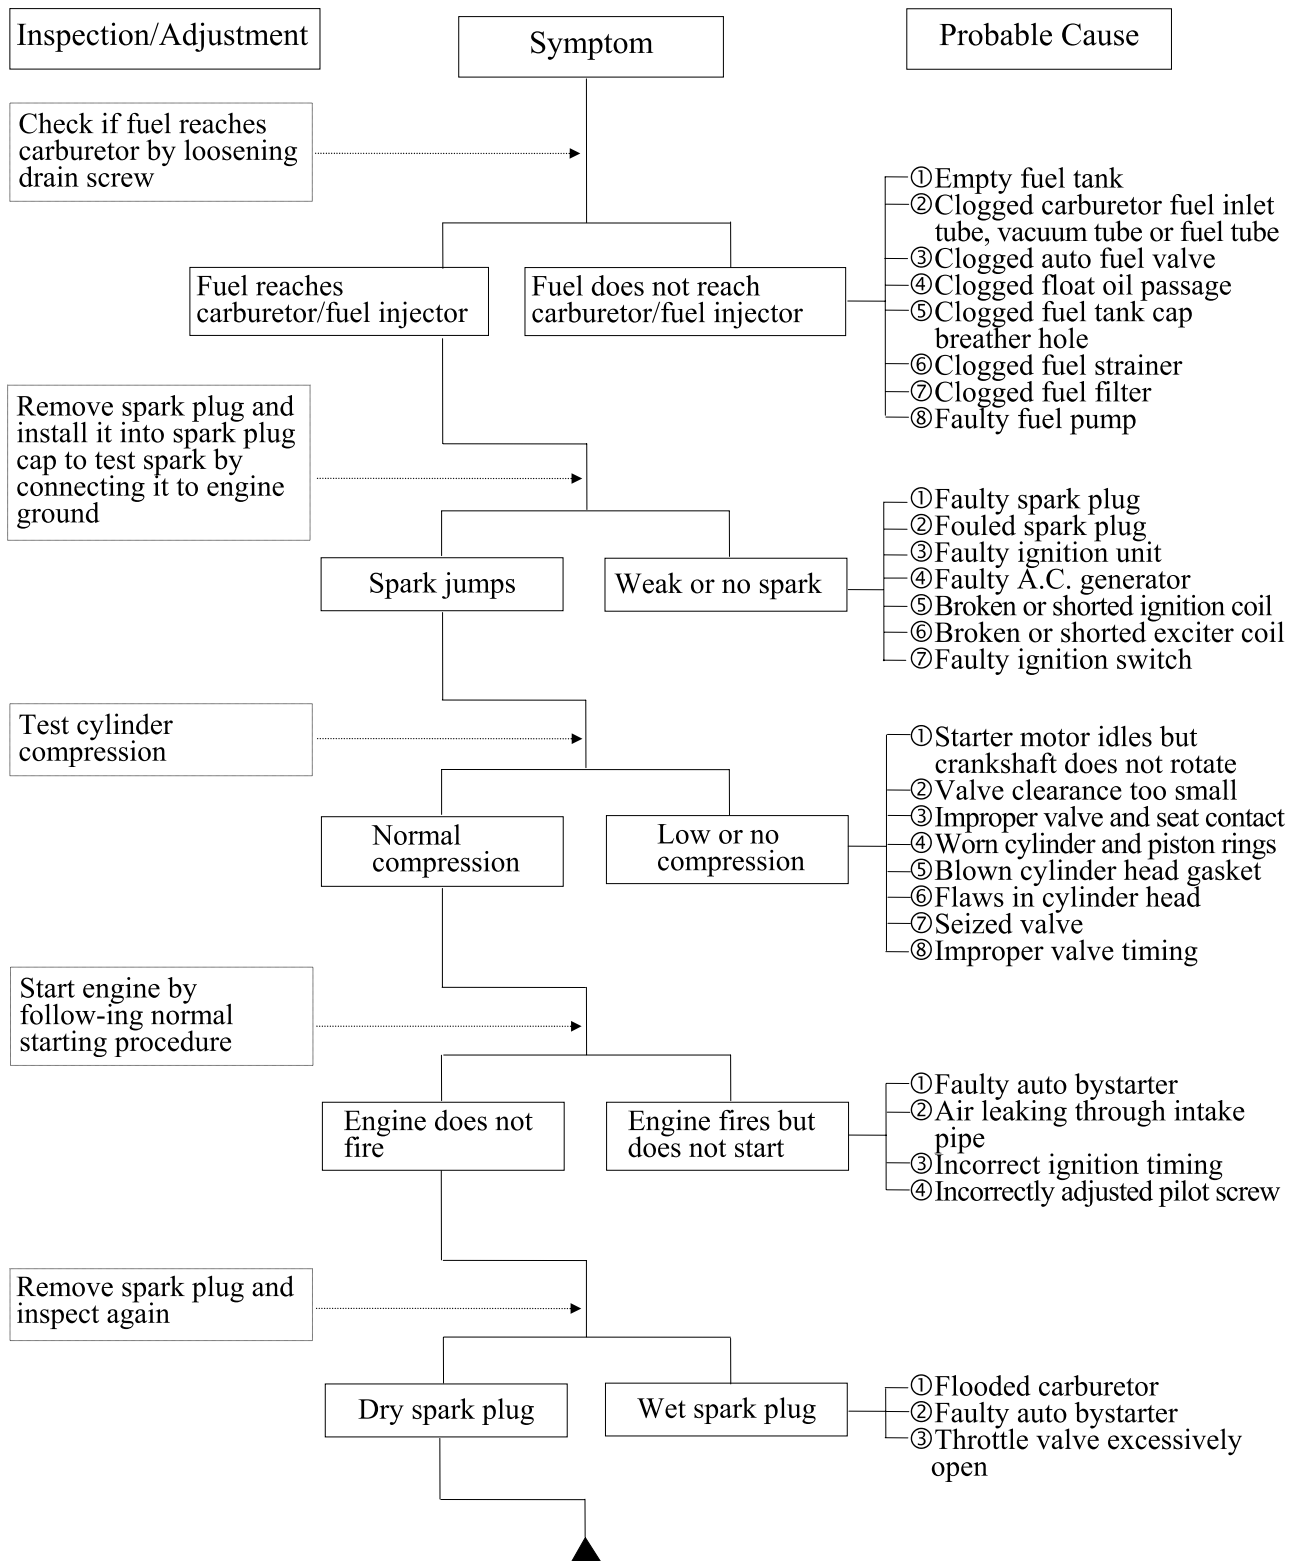 Inspection/Adjustment
Symptom
Probable Cause
Check if fuel reaches
carburetor by loosening
drain screw
①Empty fuel tank
②Clogged carburetor fuel inlet
tube, vacuum tube or fuel tube
③Clogged auto fuel valve
④Clogged float oil passage
⑤Clogged fuel tank cap
breather hole
⑥Clogged fuel strainer
⑦Clogged fuel filter
⑧Faulty fuel pump
Fuel reaches
carburetor/fuel injector
Fuel does not reach
carburetor/fuel injector
Remove spark plug and
install it into spark plug
cap to test spark by
connecting it to engine
ground
①Faulty spark plug
②Fouled spark plug
③Faulty ignition unit
④Faulty A.C. generator
⑤Broken or shorted ignition coil
⑥Broken or shorted exciter coil
⑦Faulty ignition switch
Spark jumps
Weak or no spark
Test cylinder
compression
①Starter motor idles but
crankshaft does not rotate
②Valve clearance too small
③Improper valve and seat contact
④Worn cylinder and piston rings
⑤Blown cylinder head gasket
⑥Flaws in cylinder head
⑦Seized valve
⑧Improper valve timing
Normal
compression
Low or no
compression
Start engine by
follow-ing normal
starting procedure
①Faulty auto bystarter
②Air leaking through intake
pipe
③Incorrect ignition timing
④Incorrectly adjusted pilot screw
Engine does not
fire
Engine fires but
does not start
Remove spark plug and
inspect again
①Flooded carburetor
②Faulty auto bystarter
③Throttle valve excessively
open
Dry spark plug
Wet spark plug